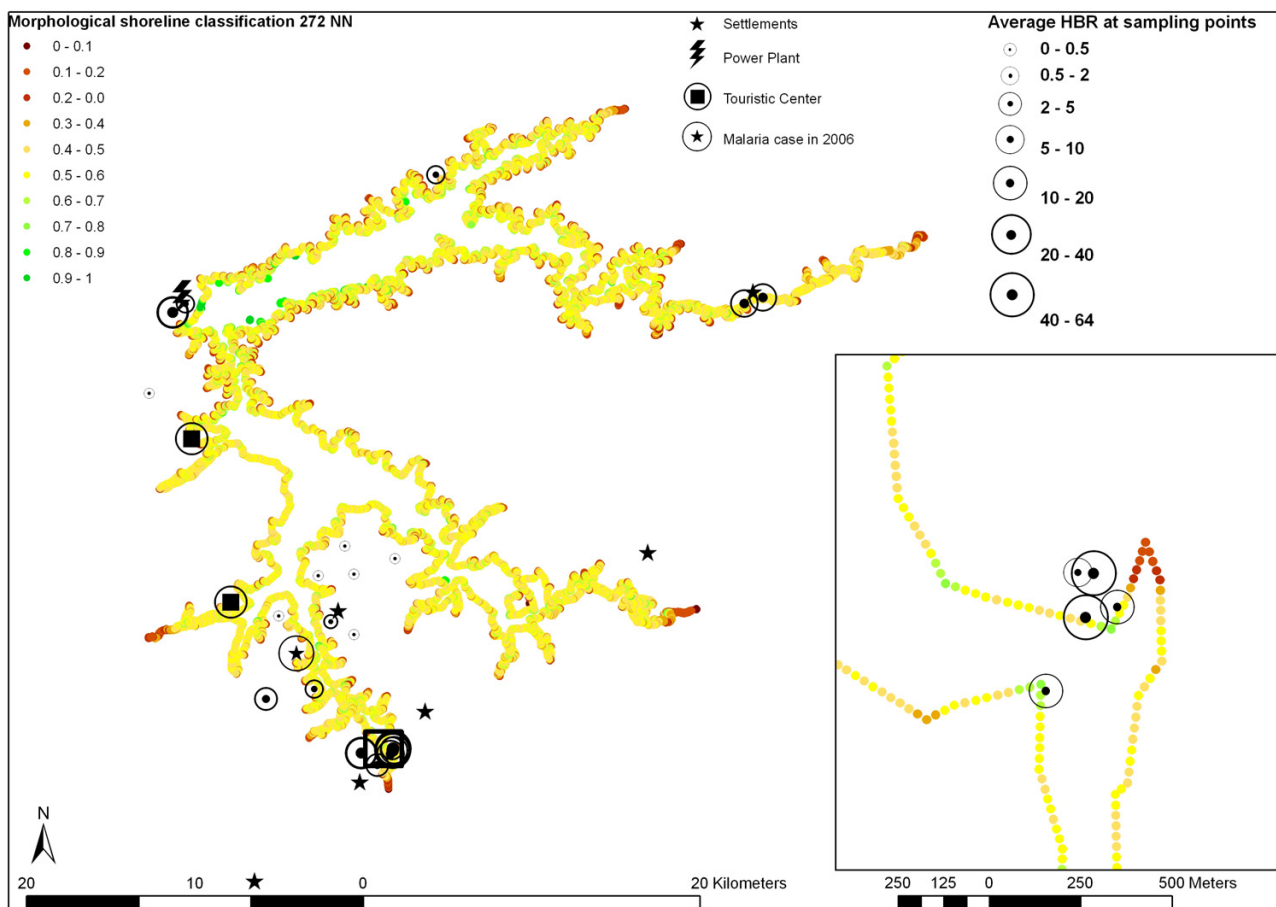 Morphological shoreline classification 272 NN
0 - 0.1
0.1 - 0.2
0.2 - 0.0
0.3 - 0.4
0.4 - 0.5
0.5 - 0.6
0.6 - 0.7
0.7 - 0.8
0.8 - 0.9
0.9 - 1
Settlements
Power Plant
Touristic Center
Malaria case in 2006
Average HBR at sampling points
0 - 0.5
0.5 - 2
2 - 5
5 - 10
10 - 20
20 - 40
40 - 64
N
20 10 0 20 Kilometers
250 125 0 250 500 Meters